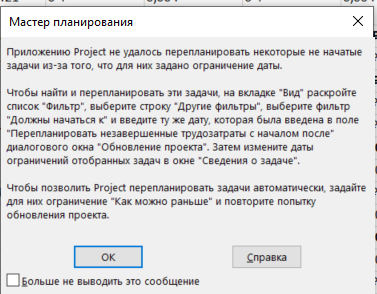 Мастер планирования
Приложению Project не удалось перепланировать некоторые не начатые
задачи из-за того, что для них задано ограничение даты.
Чтобы найти и перепланировать эти задачи, на вкладке "Вид" раскройте
список "Фильтр", выберите строку "Другие фильтры", выберите фильтр
"Должны начаться к" и введите ту же дату, которая была введена в поле
"Перепланировать незавершенные трудозатраты с началом после"
диалогового окна "Обновление проекта". Затем измените даты
ограничений отобранных задач в окне "Сведения о задаче".
Чтобы позволить Project перепланировать задачи автоматически, задайте
для них ограничение "Как можно раньше" и повторите попытку
обновления проекта.
ОК
Справка
Больше не выводить это сообщение